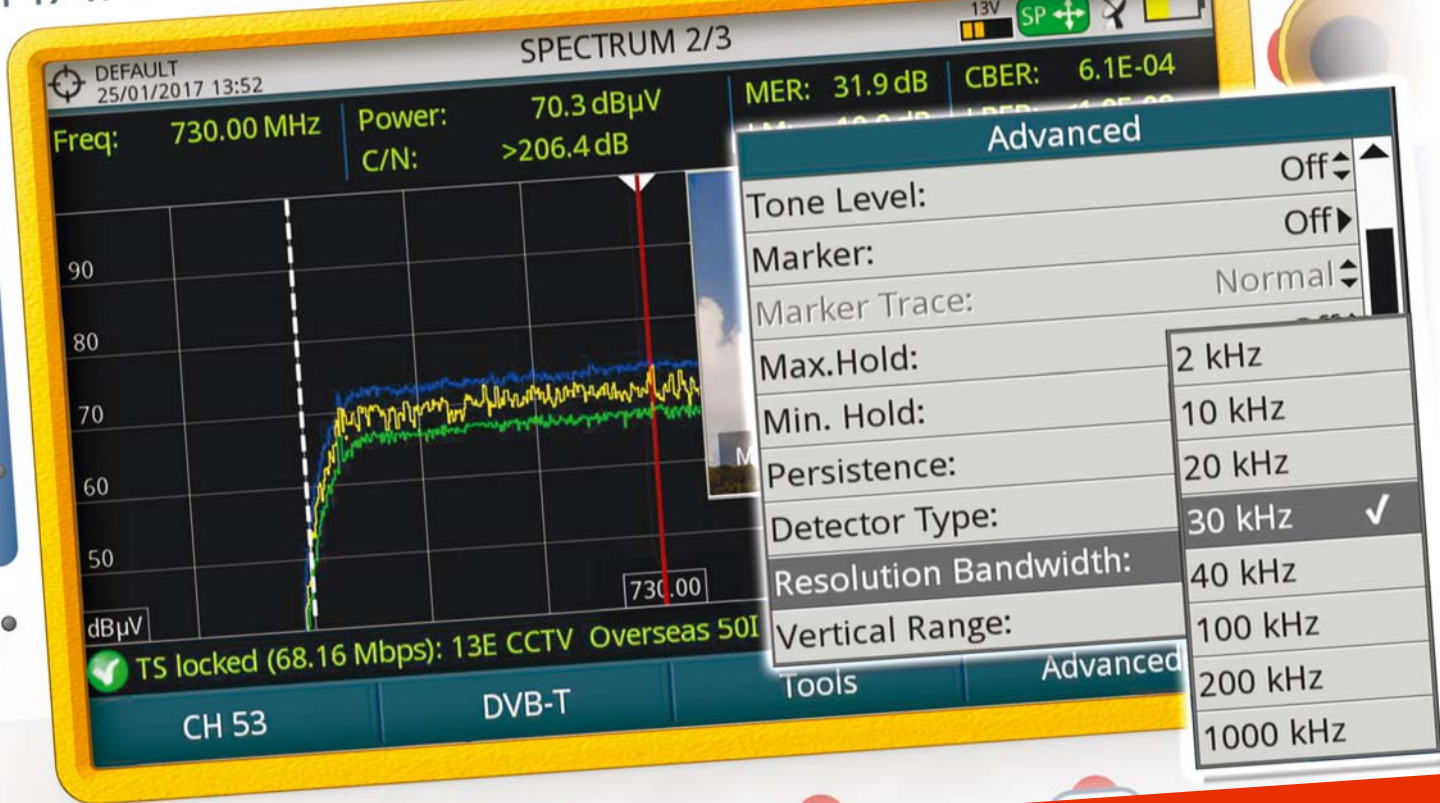 SPECTRUM 2/3
13V
SP
DEFAULT
25/01/2017 13:52
Freq: 730.00 MHz
Power: 70.3 dBµV
C/N: >206.4 dB
MER: 31.9 dB
CBER: 6.1E-04
90
80
70
60
50
dBµV
730.00
TS locked (68.16 Mbps): 13E CCTV Overseas
CH 53
DVB-T
Tools
Advanced
Advanced
Tone Level: Off
Marker: Off
Marker Trace: Normal
Max.Hold:
Min. Hold:
Persistence:
Detector Type:
Resolution Bandwidth:
Vertical Range:
2 kHz
10 kHz
20 kHz
30 kHz
40 kHz
100 kHz
200 kHz
1000 kHz